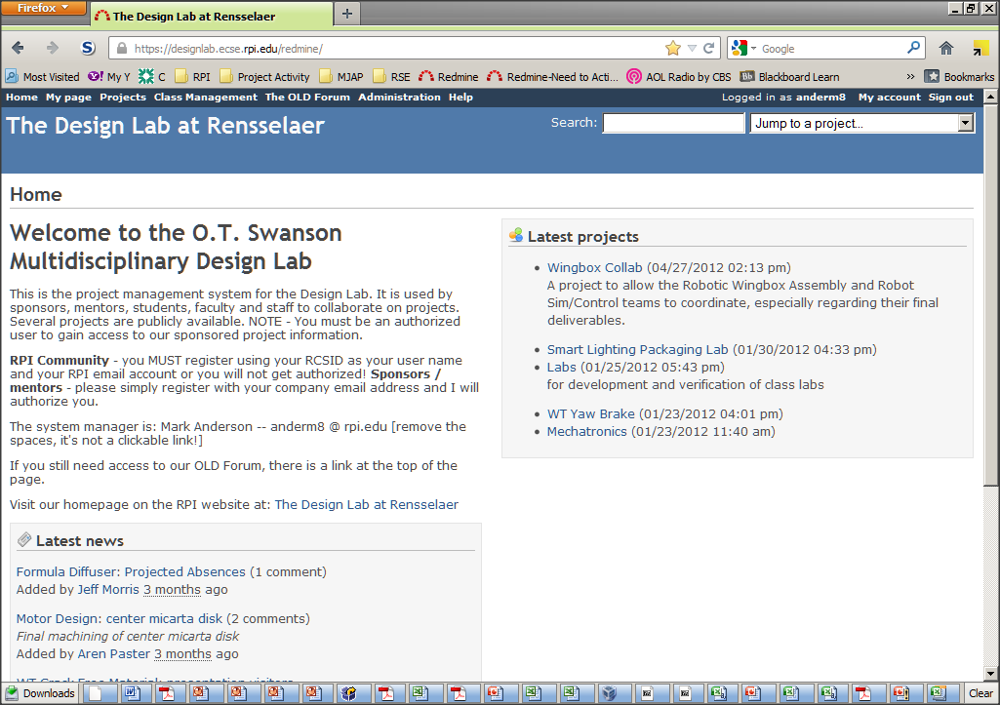 Firefox
The Design Lab at Rensselaer
https://designlab.ecse.rpi.edu/redmine/
Google
Most Visited My Y C RPI Project Activity MJAP RSE Redmine Redmine-Need to Acti... AOL Radio by CBS Bb Blackboard Learn » Bookmarks
Home My page Projects Class Management The OLD Forum Administration Help Logged in as anderm8 My account Sign out
The Design Lab at Rensselaer
Search: Jump to a project...
Home
Welcome to the O.T. Swanson
Multidisciplinary Design Lab
This is the project management system for the Design Lab. It is used by
sponsors, mentors, students, faculty and staff to collaborate on projects.
Several projects are publicly available. NOTE - You must be an authorized
user to gain access to our sponsored project information.
RPI Community - you MUST register using your RCSID as your user name
and your RPI email account or you will not get authorized! Sponsors /
mentors - please simply register with your company email address and I will
authorize you.
The system manager is: Mark Anderson -- anderm8 @ rpi.edu [remove the
spaces, it's not a clickable link!]
If you still need access to our OLD Forum, there is a link at the top of the
page.
Visit our homepage on the RPI website at: The Design Lab at Rensselaer
Latest news
Formula Diffuser: Projected Absences (1 comment)
Added by Jeff Morris 3 months ago
Motor Design: center micarta disk (2 comments)
Final machining of center micarta disk
Added by Aren Paster 3 months ago
WT Crack Free Material: presentation visitors
Latest projects
Wingbox Collab (04/27/2012 02:13 pm)
A project to allow the Robotic Wingbox Assembly and Robot
Sim/Control teams to coordinate, especially regarding their final
deliverables.
Smart Lighting Packaging Lab (01/30/2012 04:33 pm)
Labs (01/25/2012 05:43 pm)
for development and verification of class labs
WT Yaw Brake (01/23/2012 04:01 pm)
Mechatronics (01/23/2012 11:40 am)
Downloads Clear